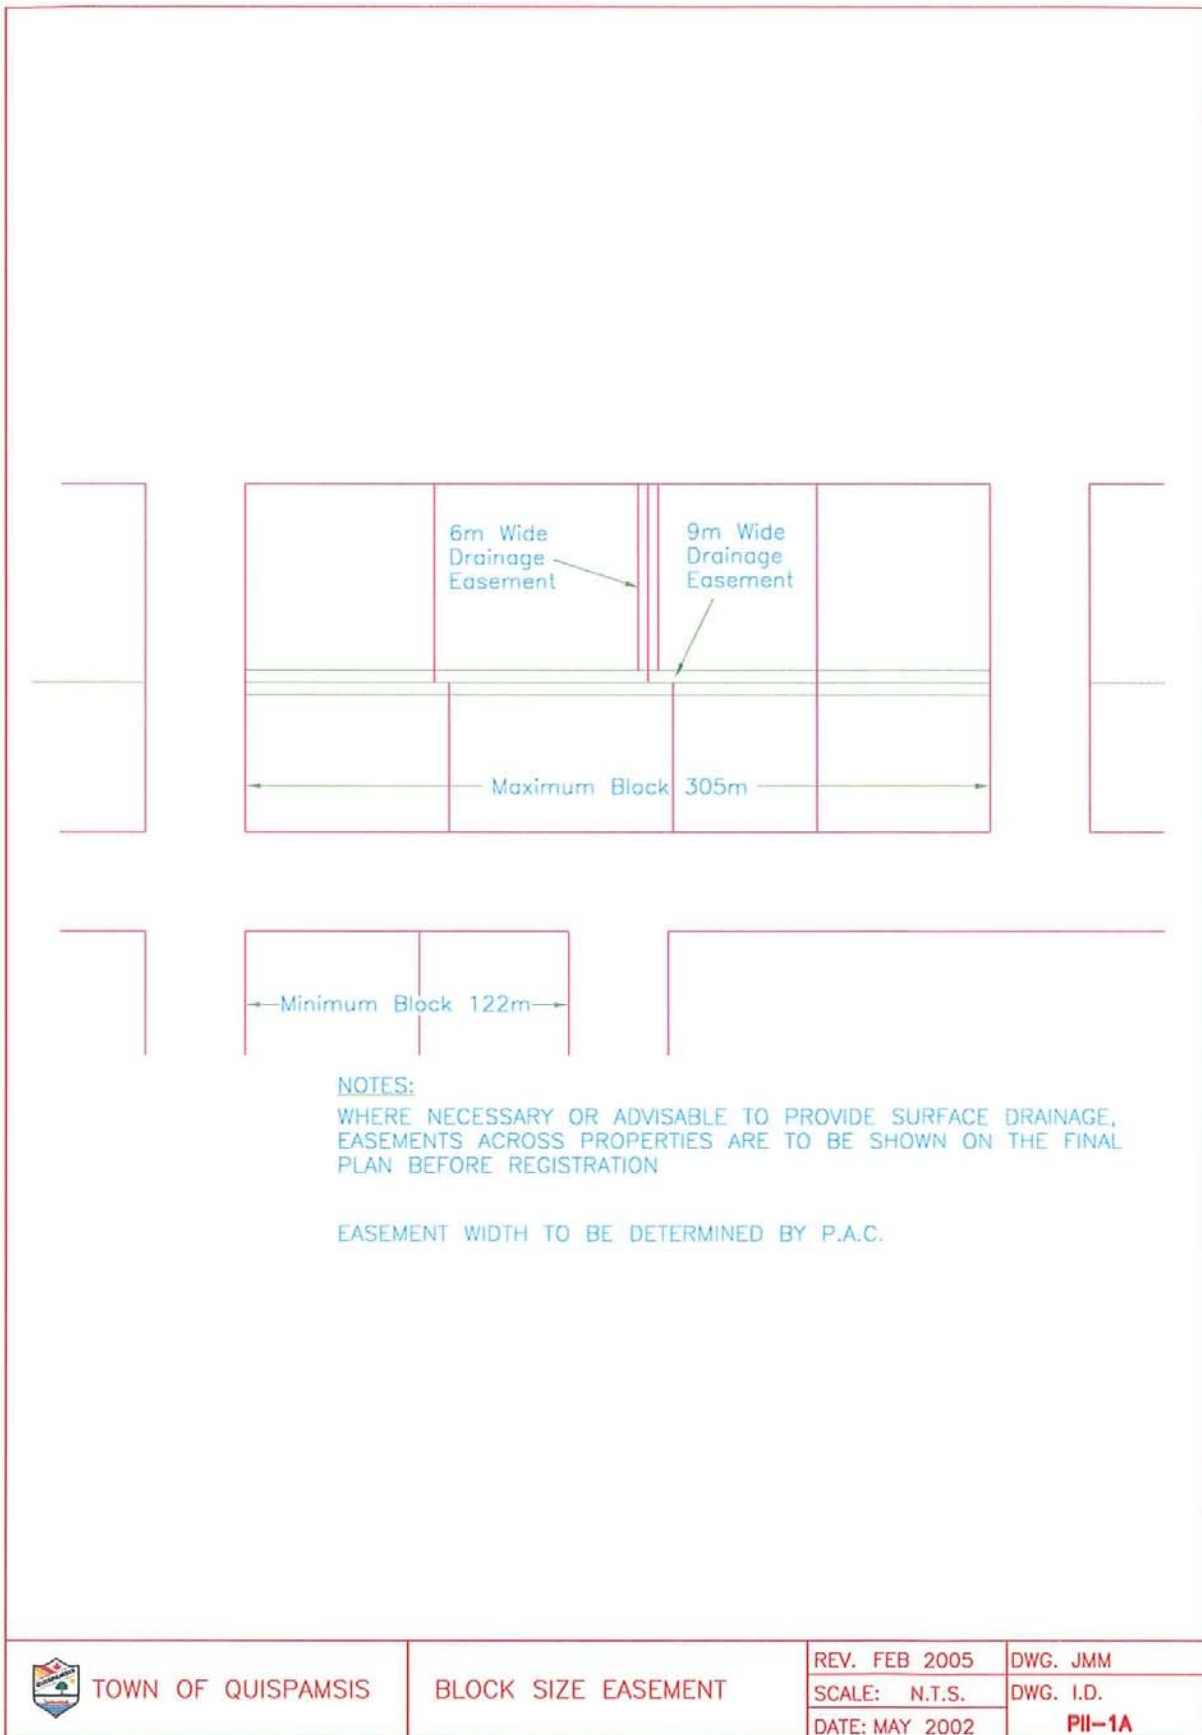 6m Wide
Drainage
Easement
9m Wide
Drainage
Easement
Maximum Block 305m
Minimum Block 122m
NOTES:
WHERE NECESSARY OR ADVISABLE TO PROVIDE SURFACE DRAINAGE,
EASEMENTS ACROSS PROPERTIES ARE TO BE SHOWN ON THE FINAL
PLAN BEFORE REGISTRATION
EASEMENT WIDTH TO BE DETERMINED BY P.A.C.
QUISPAMSIS
TOWN OF QUISPAMSIS
BLOCK SIZE EASEMENT
REV. FEB 2005
SCALE: N.T.S.
DATE: MAY 2002
DWG. JMM
DWG. I.D.
PII-1A